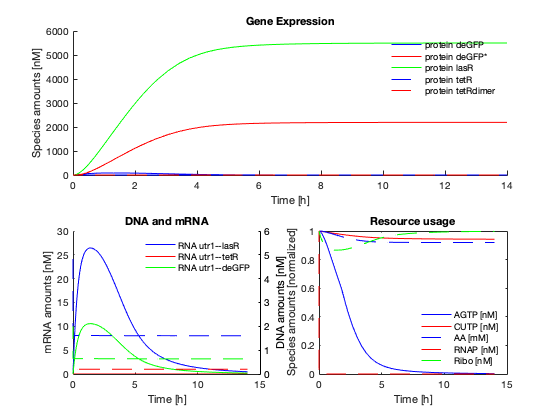 Gene Expression
6000
5000
4000
3000
2000
1000
0
Species amounts [nM]
protein deGFP
protein deGFP*
protein lasR
protein tetR
protein tetRdimer
0 2 4 6 8 10 12 14
Time [h]
DNA and mRNA
30
25
20
15
10
5
0
mRNA amounts [nM]
RNA utr1--lasR
RNA utr1--tetR
RNA utr1--deGFP
6
5
4
3
2
1
0
DNA amounts [nM]
0 5 10 15
Time [h]
Resource usage
1
0.8
0.6
0.4
0.2
0
Species amounts [normalized]
AGTP [nM]
CUTP [nM]
AA [mM]
RNAP [nM]
Ribo [nM]
0 5 10 15
Time [h]